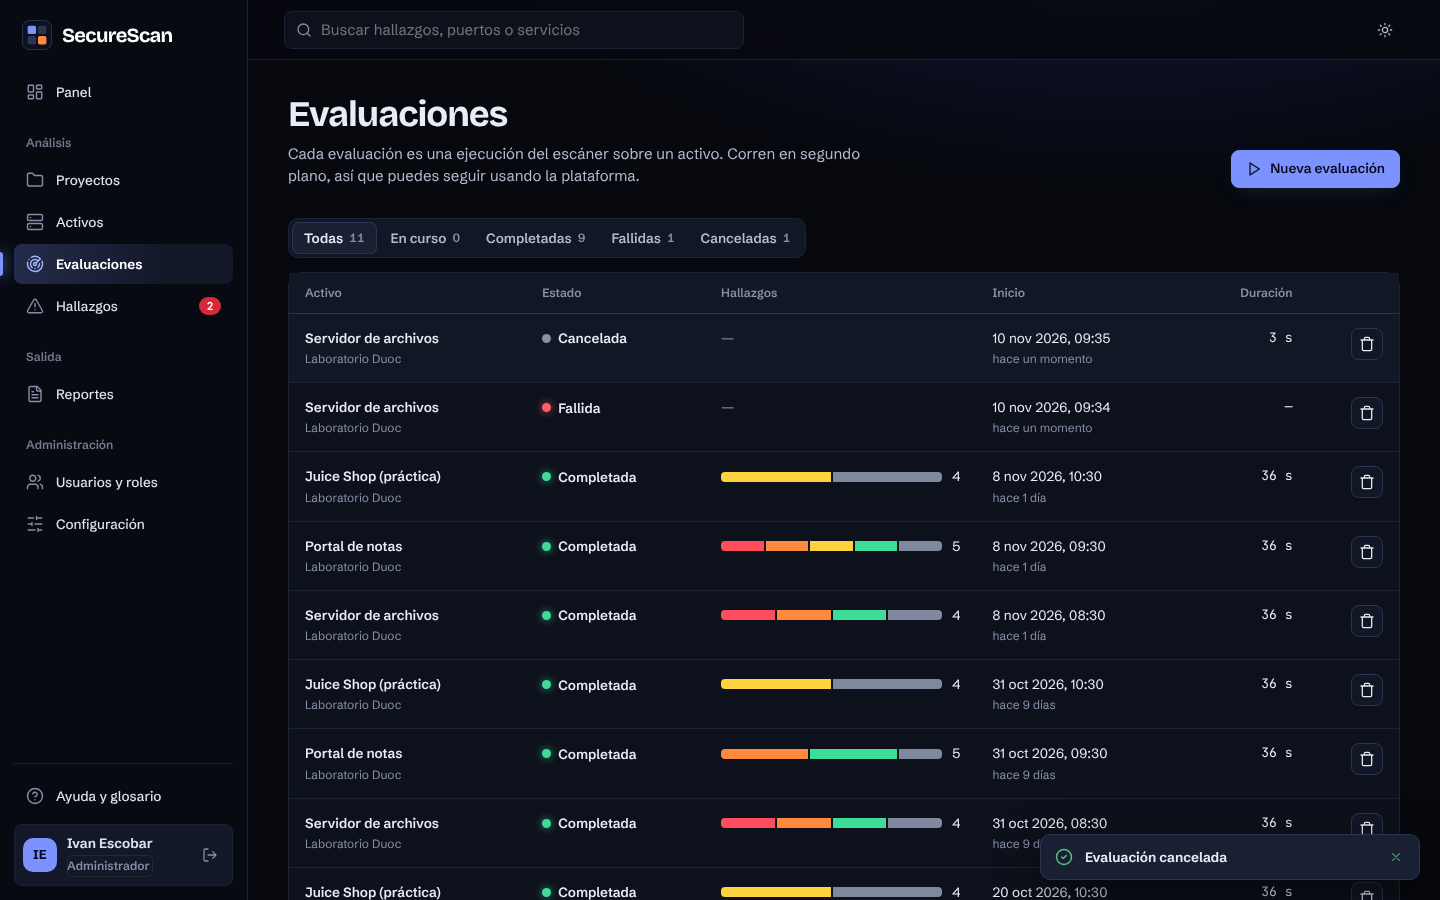 SecureScan
Buscar hallazgos, puertos o servicios
Panel
Análisis
Proyectos
Activos
Evaluaciones
Hallazgos 2
Salida
Reportes
Administración
Usuarios y roles
Configuración
Ayuda y glosario
IE
Ivan Escobar
Administrador
Evaluaciones
Cada evaluación es una ejecución del escáner sobre un activo. Corren en segundo
plano, así que puedes seguir usando la plataforma.
Nueva evaluación
Todas 11 En curso 0 Completadas 9 Fallidas 1 Canceladas 1
Activo Estado Hallazgos Inicio Duración
Servidor de archivos Cancelada — 10 nov 2026, 09:35 3 s
Laboratorio Duoc hace un momento
Servidor de archivos Fallida — 10 nov 2026, 09:34 —
Laboratorio Duoc hace un momento
Juice Shop (práctica) Completada 4 8 nov 2026, 10:30 36 s
Laboratorio Duoc hace 1 día
Portal de notas Completada 5 8 nov 2026, 09:30 36 s
Laboratorio Duoc hace 1 día
Servidor de archivos Completada 4 8 nov 2026, 08:30 36 s
Laboratorio Duoc hace 1 día
Juice Shop (práctica) Completada 4 31 oct 2026, 10:30 36 s
Laboratorio Duoc hace 9 días
Portal de notas Completada 5 31 oct 2026, 09:30 36 s
Laboratorio Duoc hace 9 días
Servidor de archivos Completada 4 31 oct 2026, 08:30 36 s
Laboratorio Duoc hace 9
Juice Shop (práctica) Completada 4 20 oct 2026, 10:30 36 s
Evaluación cancelada